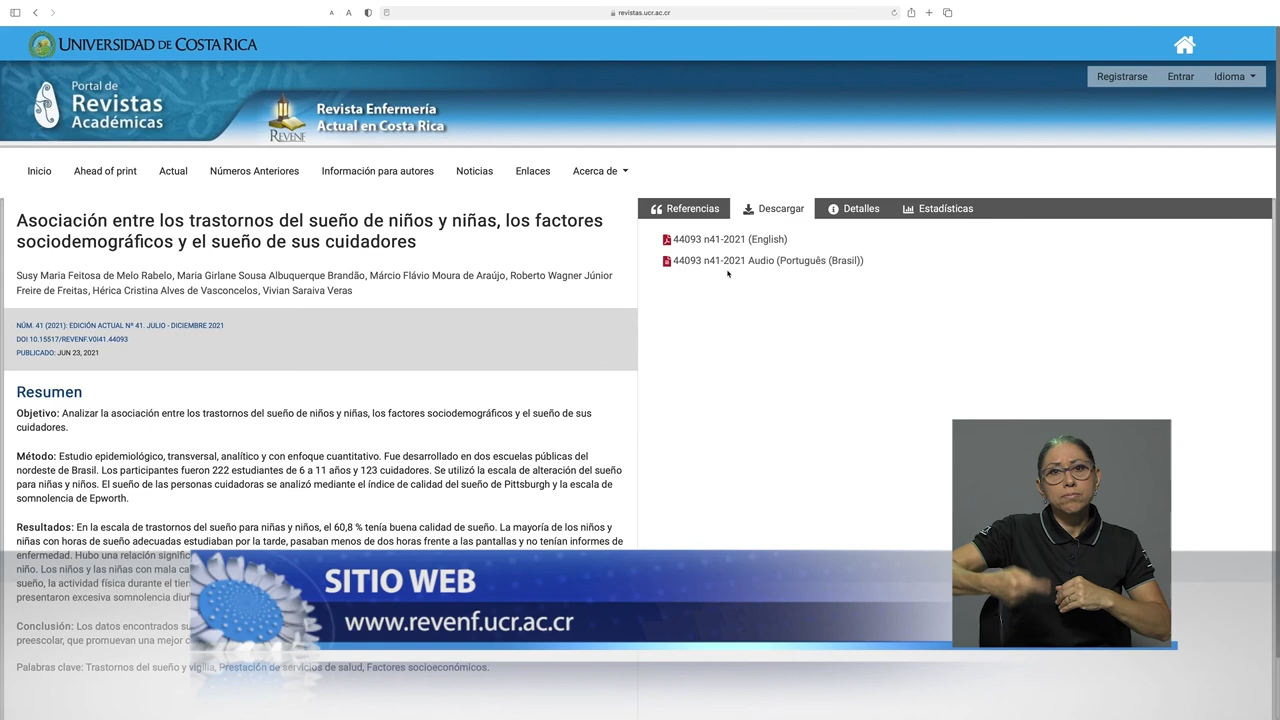 A A revistas.ucr.ac.cr
UNIVERSIDAD DE COSTA RICA
Registrarse Entrar Idioma
Portal de
Revistas
Académicas
REVENF
Revista Enfermería
Actual en Costa Rica
Inicio Ahead of print Actual Números Anteriores Información para autores Noticias Enlaces Acerca de
Asociación entre los trastornos del sueño de niños y niñas, los factores
sociodemográficos y el sueño de sus cuidadores
Susy Maria Feitosa de Melo Rabelo, Maria Girlane Sousa Albuquerque Brandão, Márcio Flávio Moura de Araújo, Roberto Wagner Júnior
Freire de Freitas, Hérica Cristina Alves de Vasconcelos, Vivian Saraiva Veras
NÚM. 41 (2021): EDICIÓN ACTUAL Nº 41. JULIO - DICIEMBRE 2021
DOI 10.15517/REVENF.V0I41.44093
PUBLICADO: JUN 23, 2021
Resumen
Objetivo: Analizar la asociación entre los trastornos del sueño de niños y niñas, los factores sociodemográficos y el sueño de sus
cuidadores.
Método: Estudio epidemiológico, transversal, analítico y con enfoque cuantitativo. Fue desarrollado en dos escuelas públicas del
nordeste de Brasil. Los participantes fueron 222 estudiantes de 6 a 11 años y 123 cuidadores. Se utilizó la escala de alteración del sueño
para niñas y niños. El sueño de las personas cuidadoras se analizó mediante el índice de calidad del sueño de Pittsburgh y la escala de
somnolencia de Epworth.
Resultados: En la escala de trastornos del sueño para niñas y niños, el 60,8 % tenía buena calidad de sueño. La mayoría de los niños y
niñas con horas de sueño adecuadas estudiaban por la tarde, pasaban menos de dos horas frente a las pantallas y no tenían informes de
enfermedad. Hubo una relación signific
niño. Los niños y las niñas con mala ca
sueño, la actividad física durante el tien
presentaron excesiva somnolencia diur
Conclusión: Los datos encontrados su
preescolar, que promuevan una mejor c
Palabras clave: Trastornos del sueño y vigilia, Prestación de servicios de salud, Factores socioeconómicos.
Referencias Descargar Detalles Estadísticas
44093 n41-2021 (English)
44093 n41-2021 Audio (Português (Brasil))
SITIO WEB
www.revenf.ucr.ac.cr